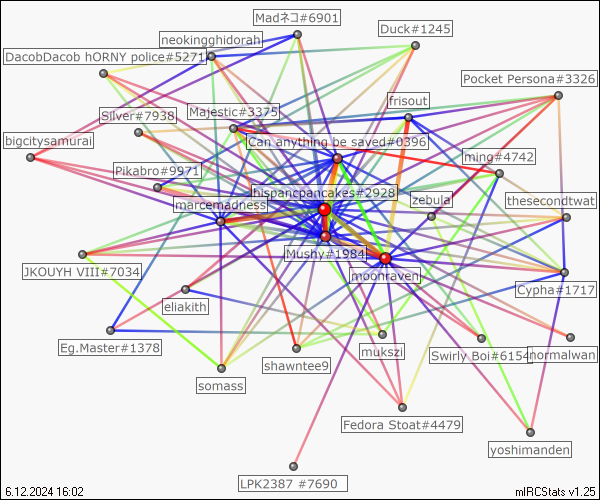 Madネコ#6901
Duck#1245
neokingghidorah
DacobDacob hORNY police#5271
Pocket Persona#3326
frisout
Majestic#3375
Silver#7938
Can anything be saved#0396
bigcitysamurai
ming#4742
Pikabro#9971
hispanicpancakes#2928
zebula
thesecondtwat
marcemadness
Mushy#1984
JKOUYH VIII#7034
moonraven
Cypha#1717
eliakith
Eg.Master#1378
mukszi
Swirly Boi#6154
normalwan
shawntee9
somass
Fedora Stoat#4479
yoshimanden
LPK2387 #7690
6.12.2024 16:02
mIRCStats v1.25